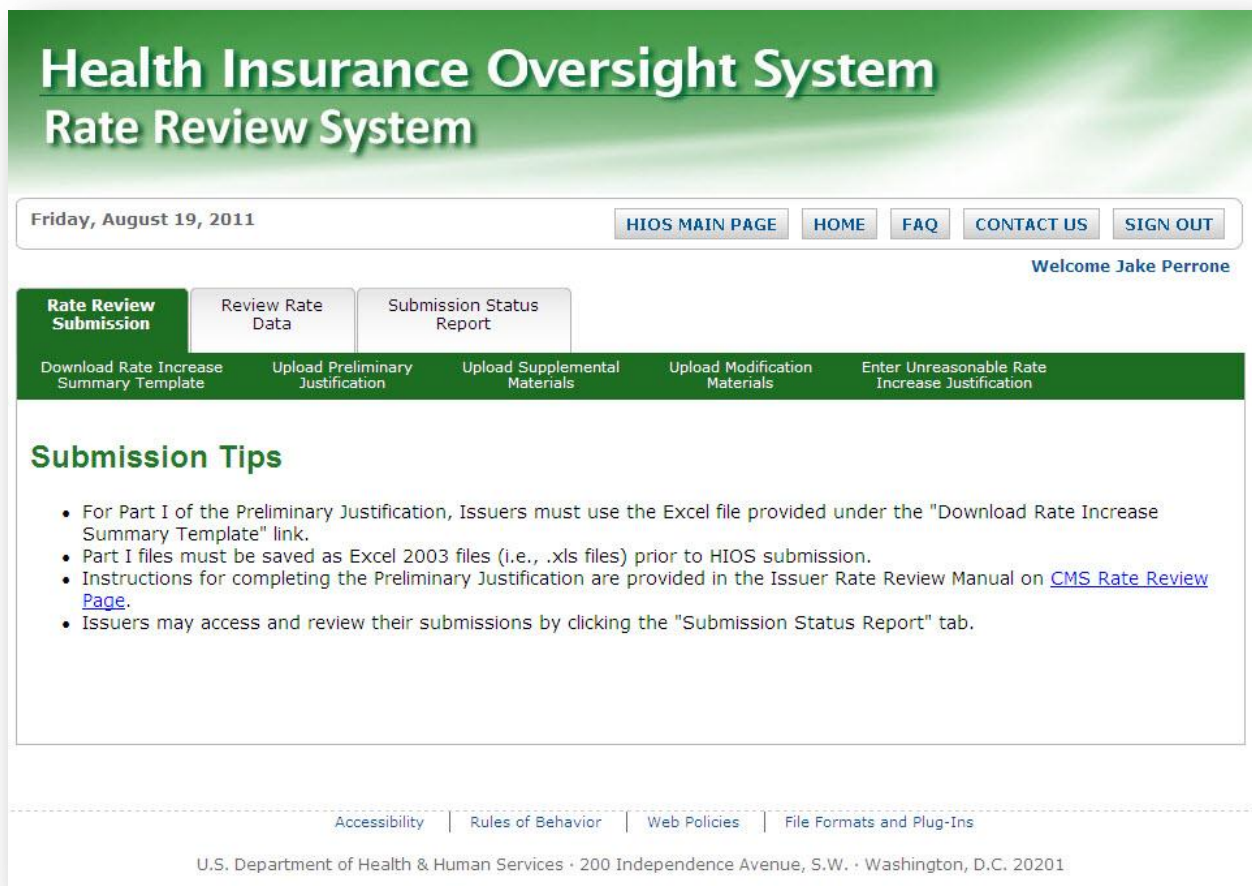 Health Insurance Oversight System
Rate Review System
Friday, August 19, 2011
HIOS MAIN PAGE HOME FAQ CONTACT US SIGN OUT
Welcome Jake Perrone
Rate Review
Submission
Review Rate
Data
Submission Status
Report
Download Rate Increase
Summary Template
Upload Preliminary
Justification
Upload Supplemental
Materials
Upload Modification
Materials
Enter Unreasonable Rate
Increase Justification
Submission Tips
• For Part I of the Preliminary Justification, Issuers must use the Excel file provided under the "Download Rate Increase
Summary Template" link.
• Part I files must be saved as Excel 2003 files (i.e., .xls files) prior to HIOS submission.
• Instructions for completing the Preliminary Justification are provided in the Issuer Rate Review Manual on CMS Rate Review
Page.
• Issuers may access and review their submissions by clicking the "Submission Status Report" tab.
Accessibility | Rules of Behavior | Web Policies | File Formats and Plug-Ins
U.S. Department of Health & Human Services · 200 Independence Avenue, S.W. · Washington, D.C. 20201